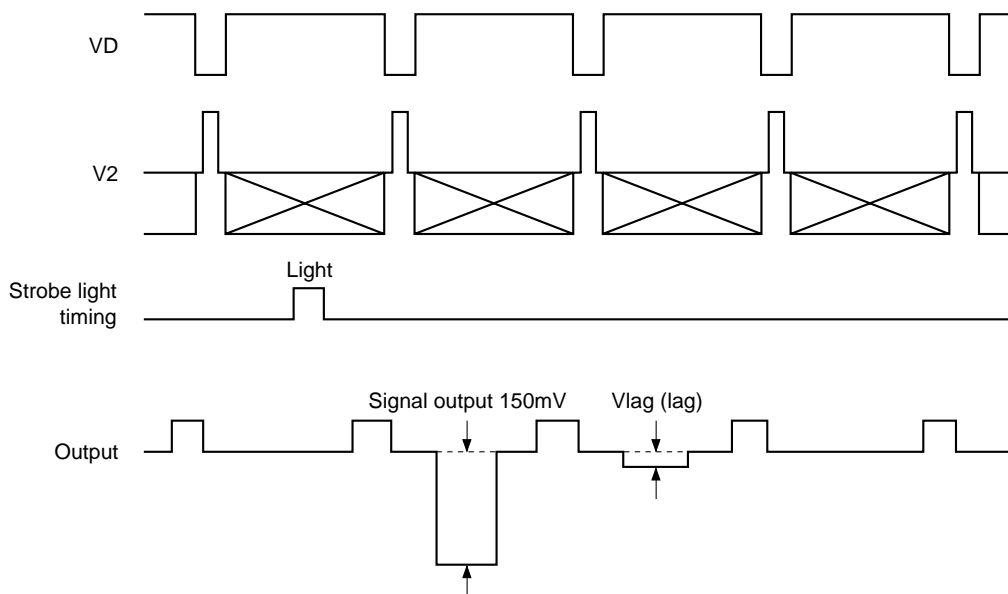 VD
V2
Light
Strobe light
timing
Signal output 150mV
Vlag (lag)
Output